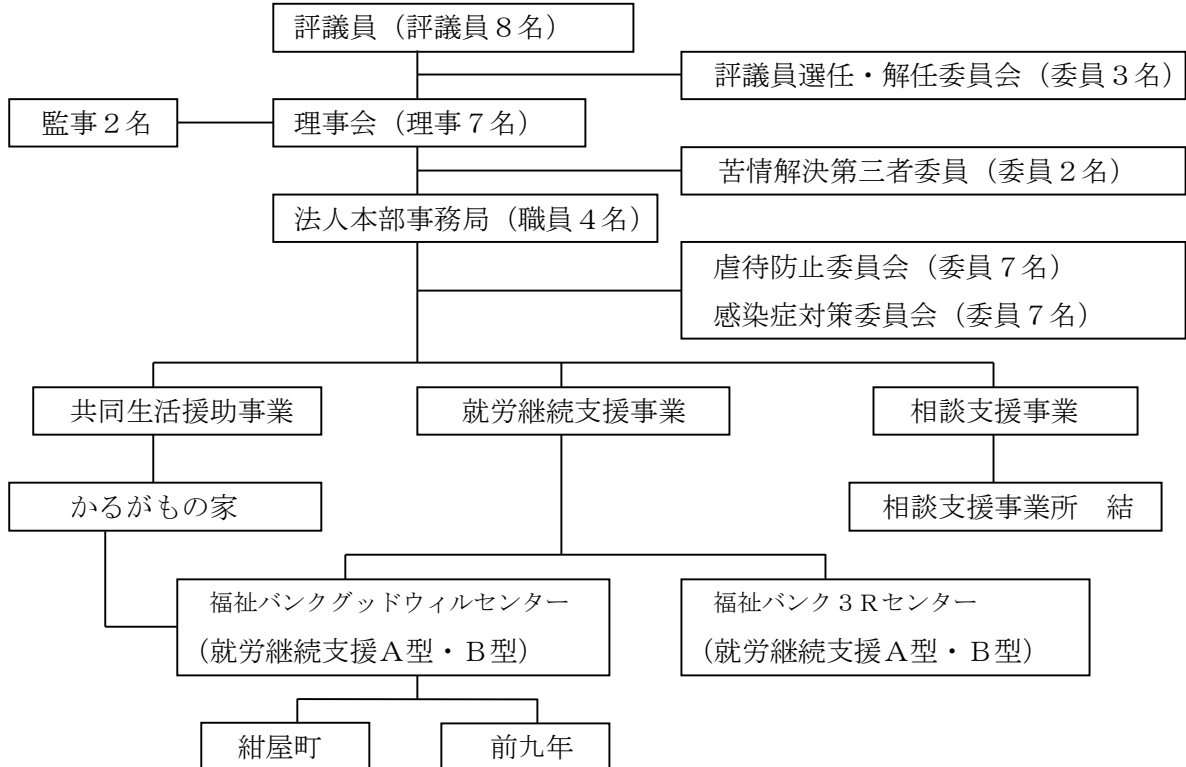 評議員（評議員８名）
評議員選任・解任委員会（委員３名）
監事２名
理事会（理事７名）
苦情解決第三者委員（委員２名）
法人本部事務局（職員４名）
虐待防止委員会（委員７名）
感染症対策委員会（委員７名）
共同生活援助事業
就労継続支援事業
相談支援事業
かるがもの家
相談支援事業所　結
福祉バンクグッドウィルセンター
（就労継続支援Ａ型・Ｂ型）
福祉バンク３Ｒセンター
（就労継続支援Ａ型・Ｂ型）
紺屋町
前九年